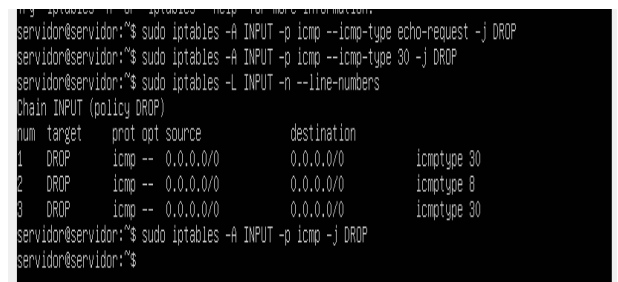 servidor@servidor:~$ sudo iptables -A INPUT -p icmp --icmp-type echo-request -j DROP
servidor@servidor:~$ sudo iptables -A INPUT -p icmp --icmp-type 30 -j DROP
servidor@servidor:~$ sudo iptables -L INPUT -n --line-numbers
Chain INPUT (policy DROP)
num target prot opt source destination
1 DROP icmp -- 0.0.0.0/0 0.0.0.0/0 icmptype 30
2 DROP icmp -- 0.0.0.0/0 0.0.0.0/0 icmptype 8
3 DROP icmp -- 0.0.0.0/0 0.0.0.0/0 icmptype 30
servidor@servidor:~$ sudo iptables -A INPUT -p icmp -j DROP
servidor@servidor:~$